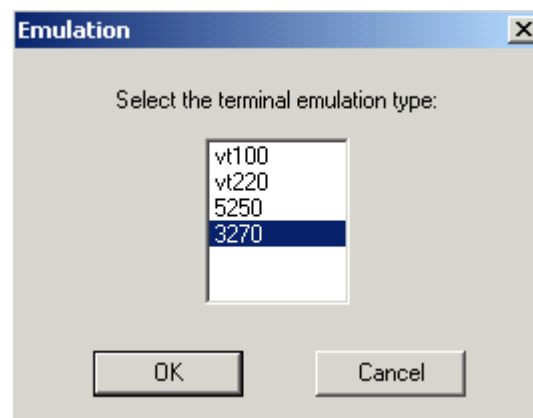 Emulation
Select the terminal emulation type:
vt100
vt220
5250
3270
OK
Cancel